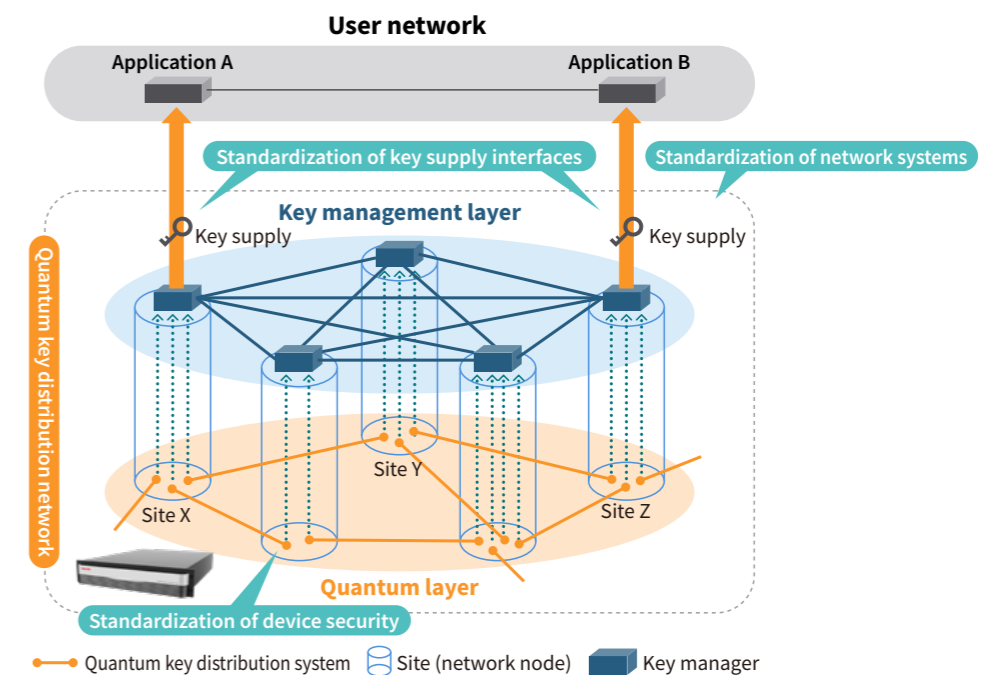 User network
Application A
Application B
Standardization of key supply interfaces
Standardization of network systems
Key management layer
Key supply
Key supply
Quantum key distribution network
Site Y
Site X
Site Z
Quantum layer
Standardization of device security
Quantum key distribution system
Site (network node)
Key manager